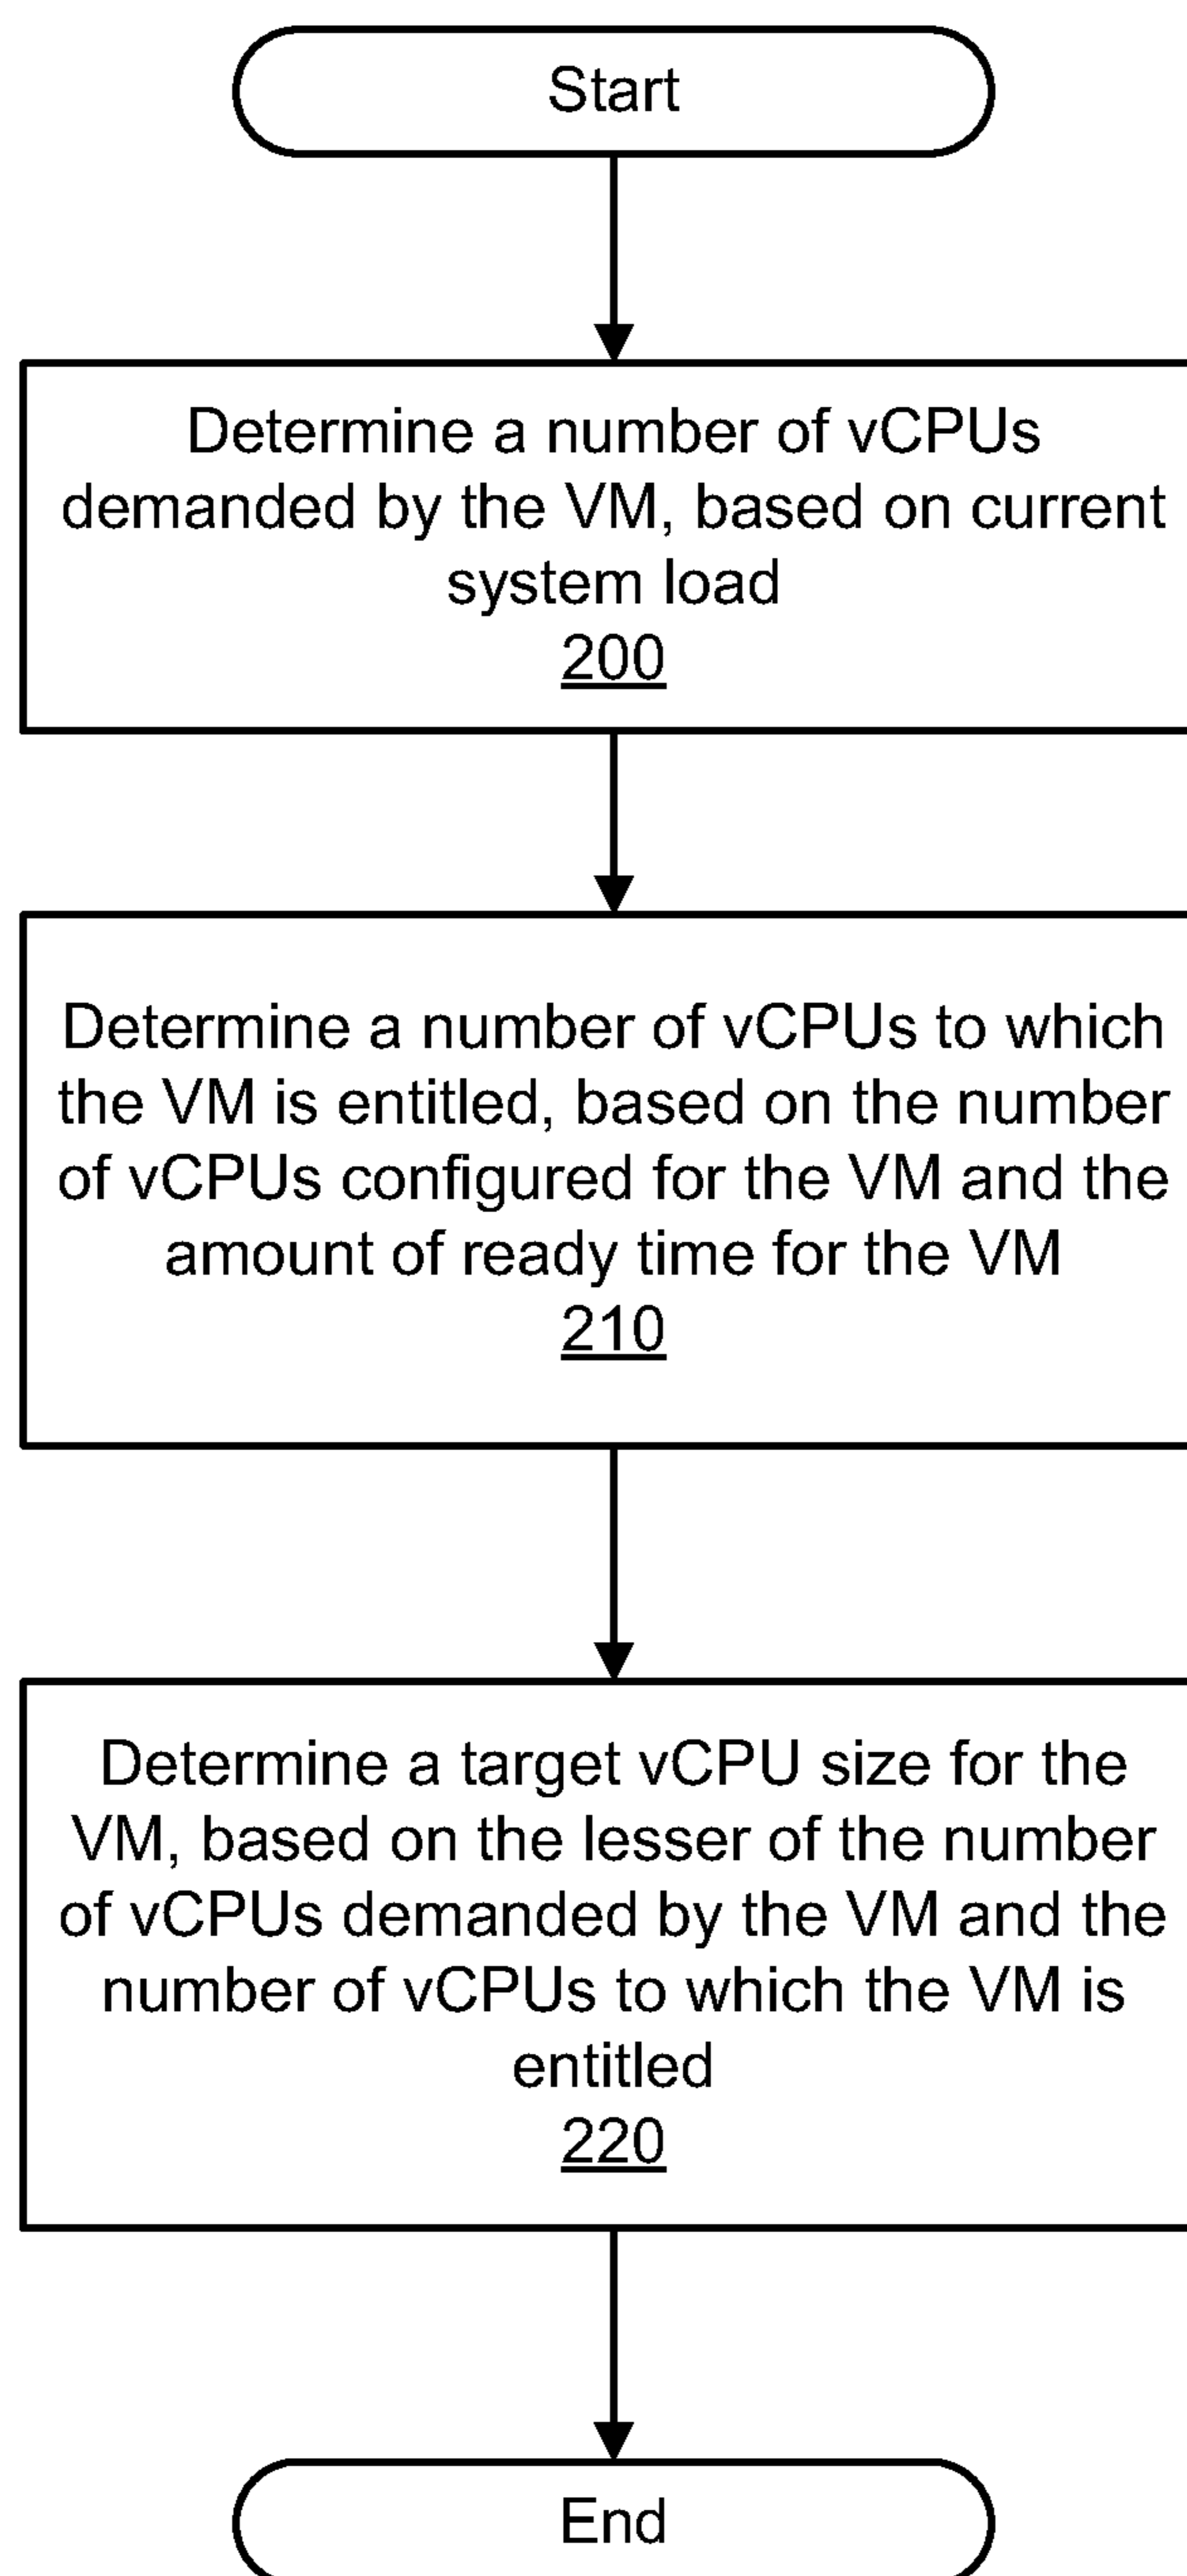 Start
Determine a number of vCPUs
demanded by the VM, based on current
system load
200
Determine a number of vCPUs to which
the VM is entitled, based on the number
of vCPUs configured for the VM and the
amount of ready time for the VM
210
Determine a target vCPU size for the
VM, based on the lesser of the number
of vCPUs demanded by the VM and the
number of vCPUs to which the VM is
entitled
220
End